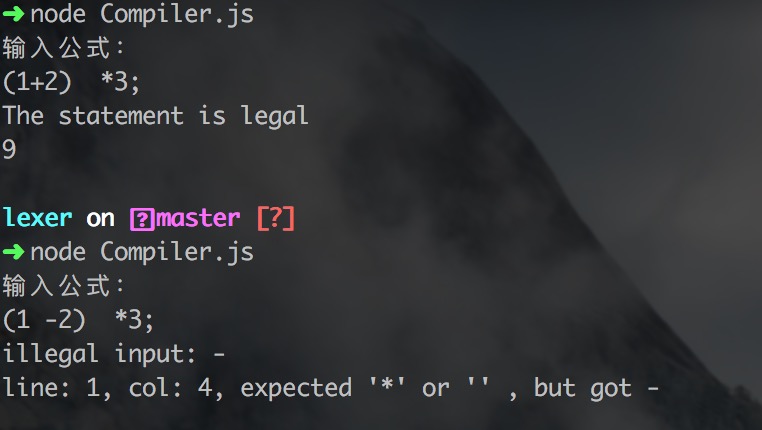 ➜ node Compiler.js
输入公式:
(1+2)  *3;
The statement is legal
9
lexer on ⍰master [?]
➜ node Compiler.js
输入公式:
(1 -2)  *3;
illegal input: -
line: 1, col: 4, expected '*' or '' , but got -